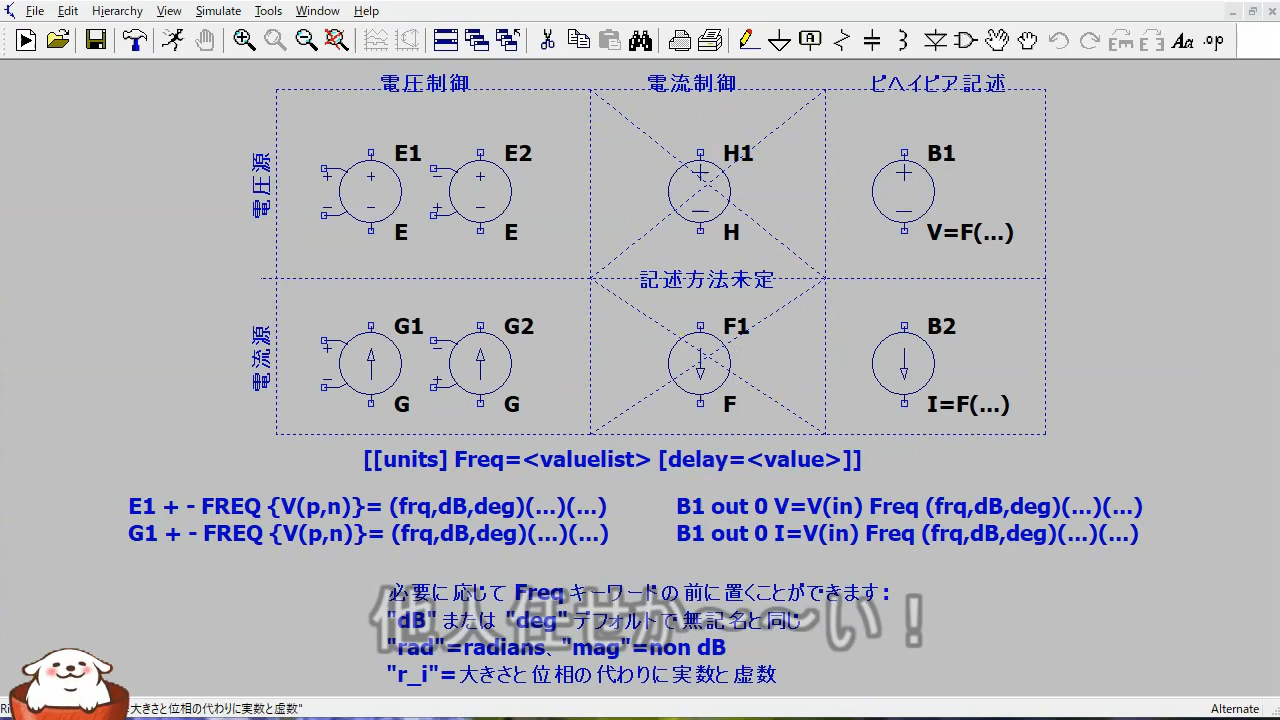 File Edit Hierarchy View Simulate Tools Window Help
電圧制御 電流制御 ビヘイビア記述
電圧源
E1 E2 H1 B1
E E H V=F(...)
記述方法未定
電流源
G1 G2 F1 B2
G G F I=F(...)
[[units] Freq=<valuelist> [delay=<value>]]
E1 + - FREQ {V(p,n)}= (frq,dB,deg)(...)(...)
B1 out 0 V=V(in) Freq (frq,dB,deg)(...)(...)
G1 + - FREQ {V(p,n)}= (frq,dB,deg)(...)(...)
B1 out 0 I=V(in) Freq (frq,dB,deg)(...)(...)
必要に応じて Freq キーワードの前に置くことができます:
"dB" または "deg" デフォルトで無記名と同じ
"rad"=radians、"mag"=non dB
"r_i"=大きさと位相の代わりに実数と虚数
他人任せか~~~い！
大きさと位相の代わりに実数と虚数"
Alternate